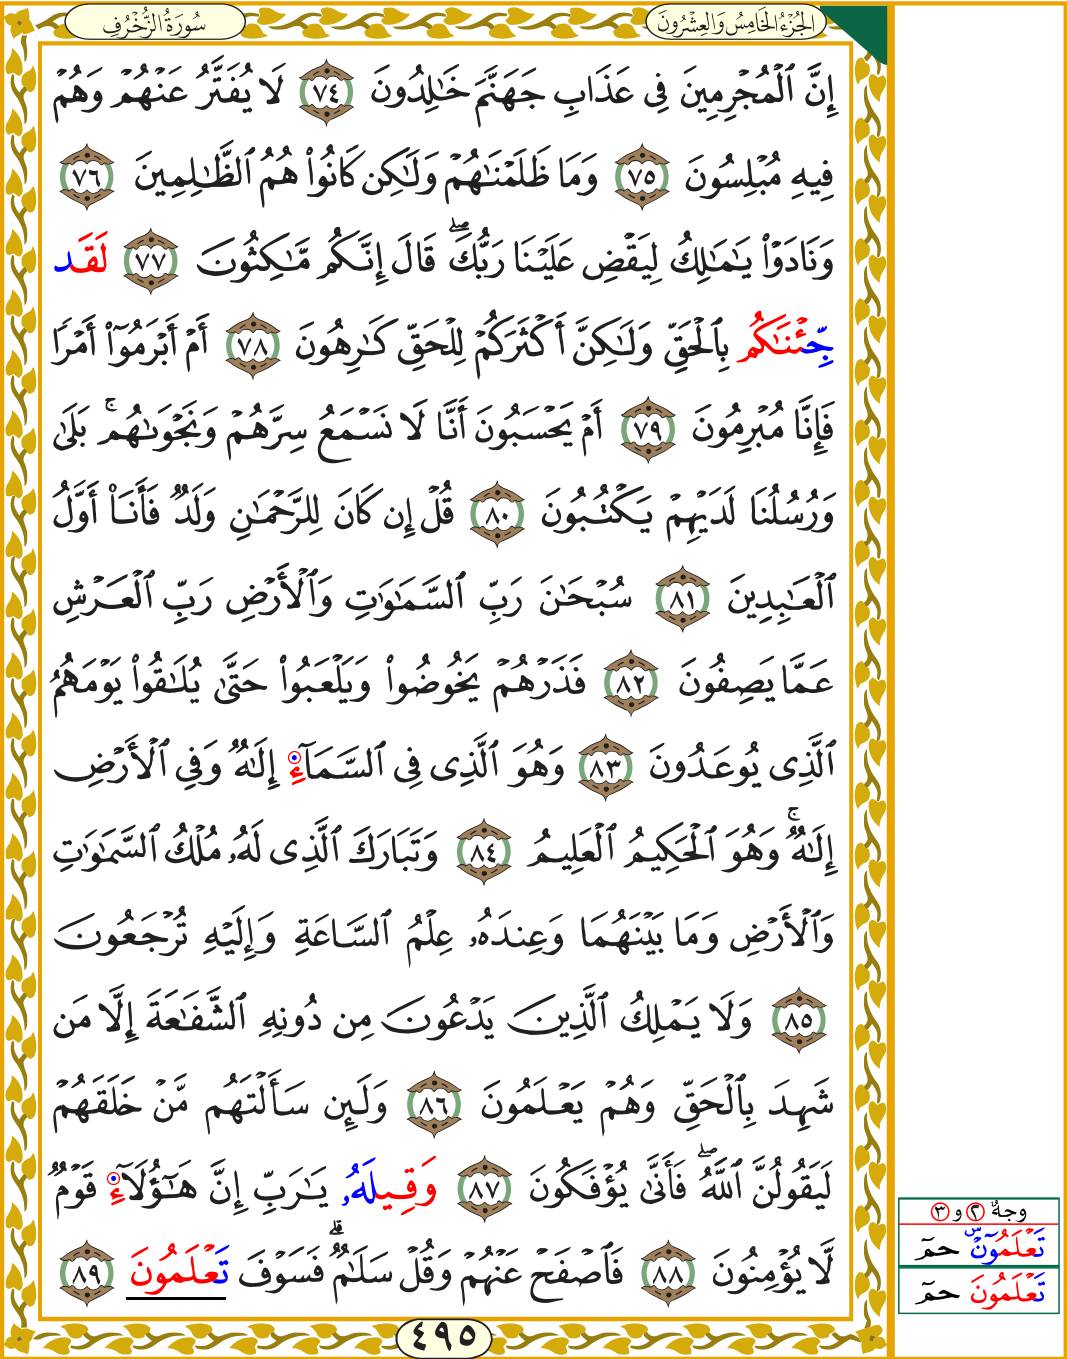 الجُزْءُ الخَامِسُ وَالعِشْرُونَ
سُورَةُ الزُّخْرُفِ
إِنَّ ٱلْمُجْرِمِينَ فِى عَذَابِ جَهَنَّمَ خَـٰلِدُونَ ٧٤ لَا يُفَتَّرُ عَنْهُمْ وَهُمْ
فِيهِ مُبْلِسُونَ ٧٥ وَمَا ظَلَمْنَـٰهُمْ وَلَـٰكِن كَانُوا۟ هُمُ ٱلظَّـٰلِمِينَ ٧٦
وَنَادَوْا۟ يَـٰمَـٰلِكُ لِيَقْضِ عَلَيْنَا رَبُّكَ ۖ قَالَ إِنَّكُم مَّـٰكِثُونَ ٧٧ لَقَد
جِّئْنَـٰكُم بِٱلْحَقِّ وَلَـٰكِنَّ أَكْثَرَكُمْ لِلْحَقِّ كَـٰرِهُونَ ٧٨ أَمْ أَبْرَمُوٓا۟ أَمْرًا
فَإِنَّا مُبْرِمُونَ ٧٩ أَمْ يَحْسَبُونَ أَنَّا لَا نَسْمَعُ سِرَّهُمْ وَنَجْوَىٰهُم ۚ بَلَىٰ
وَرُسُلُنَا لَدَيْهِمْ يَكْتُبُونَ ٨٠ قُلْ إِن كَانَ لِلرَّحْمَـٰنِ وَلَدٌ فَأَنَا۠ أَوَّلُ
ٱلْعَـٰبِدِينَ ٨١ سُبْحَـٰنَ رَبِّ ٱلسَّمَـٰوَٰتِ وَٱلْأَرْضِ رَبِّ ٱلْعَرْشِ
عَمَّا يَصِفُونَ ٨٢ فَذَرْهُمْ يَخُوضُوا۟ وَيَلْعَبُوا۟ حَتَّىٰ يُلَـٰقُوا۟ يَوْمَهُمُ
ٱلَّذِى يُوعَدُونَ ٨٣ وَهُوَ ٱلَّذِى فِى ٱلسَّمَآءِ إِلَـٰهٌ وَفِى ٱلْأَرْضِ
إِلَـٰهٌ ۚ وَهُوَ ٱلْحَكِيمُ ٱلْعَلِيمُ ٨٤ وَتَبَارَكَ ٱلَّذِى لَهُۥ مُلْكُ ٱلسَّمَـٰوَٰتِ
وَٱلْأَرْضِ وَمَا بَيْنَهُمَا وَعِندَهُۥ عِلْمُ ٱلسَّاعَةِ وَإِلَيْهِ تُرْجَعُونَ
٨٥ وَلَا يَمْلِكُ ٱلَّذِينَ يَدْعُونَ مِن دُونِهِ ٱلشَّفَـٰعَةَ إِلَّا مَن
شَهِدَ بِٱلْحَقِّ وَهُمْ يَعْلَمُونَ ٨٦ وَلَئِن سَأَلْتَهُم مَّنْ خَلَقَهُمْ
لَيَقُولُنَّ ٱللَّهُ ۖ فَأَنَّىٰ يُؤْفَكُونَ ٨٧ وَقِيلَهُۥ يَـٰرَبِّ إِنَّ هَـٰٓؤُلَآءِ قَوْمٌ
لَّا يُؤْمِنُونَ ٨٨ فَٱصْفَحْ عَنْهُمْ وَقُلْ سَلَـٰمٌ ۚ فَسَوْفَ تَعْلَمُونَ ٨٩
٤٩٥
وجهُ ٢ و ٣
تَعْلَمُونَ ۜ حمٓ
تَعْلَمُونَ حمٓ